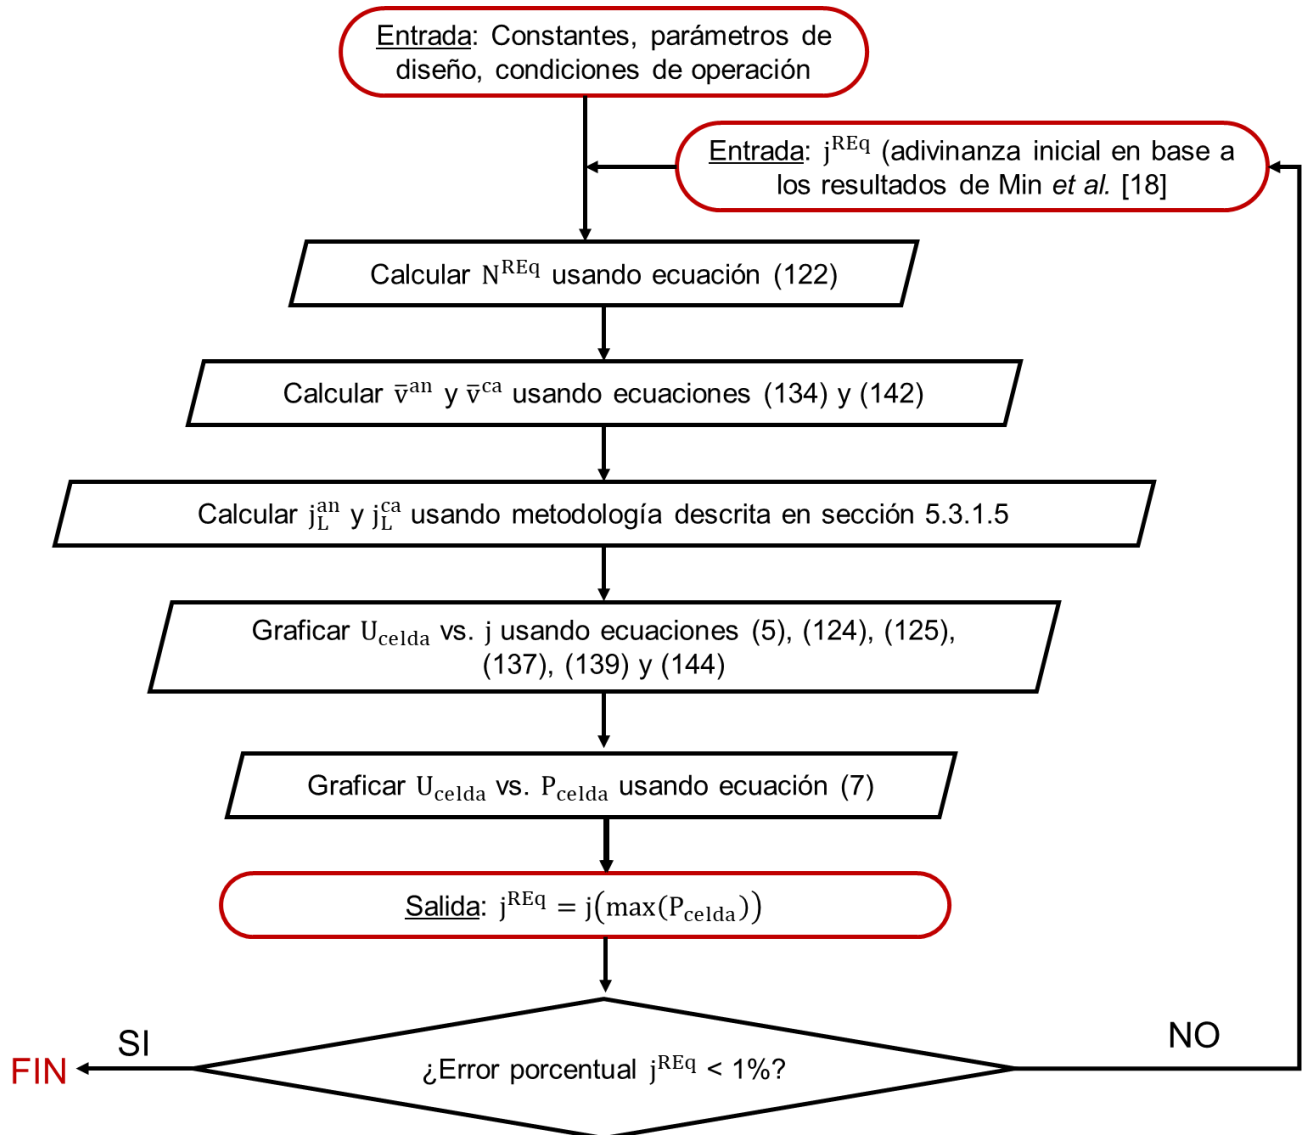 Entrada: Constantes, parámetros de
diseño, condiciones de operación
Entrada: j^REq (adivinanza inicial en base a
los resultados de Min et al. [18]
Calcular N^REq usando ecuación (122)
Calcular v̅^an y v̅^ca usando ecuaciones (134) y (142)
Calcular j_L^an y j_L^ca usando metodología descrita en sección 5.3.1.5
Graficar U_celda vs. j usando ecuaciones (5), (124), (125),
(137), (139) y (144)
Graficar U_celda vs. P_celda usando ecuación (7)
Salida: j^REq = j(max(P_celda))
¿Error porcentual j^REq < 1%?
SI
NO
FIN